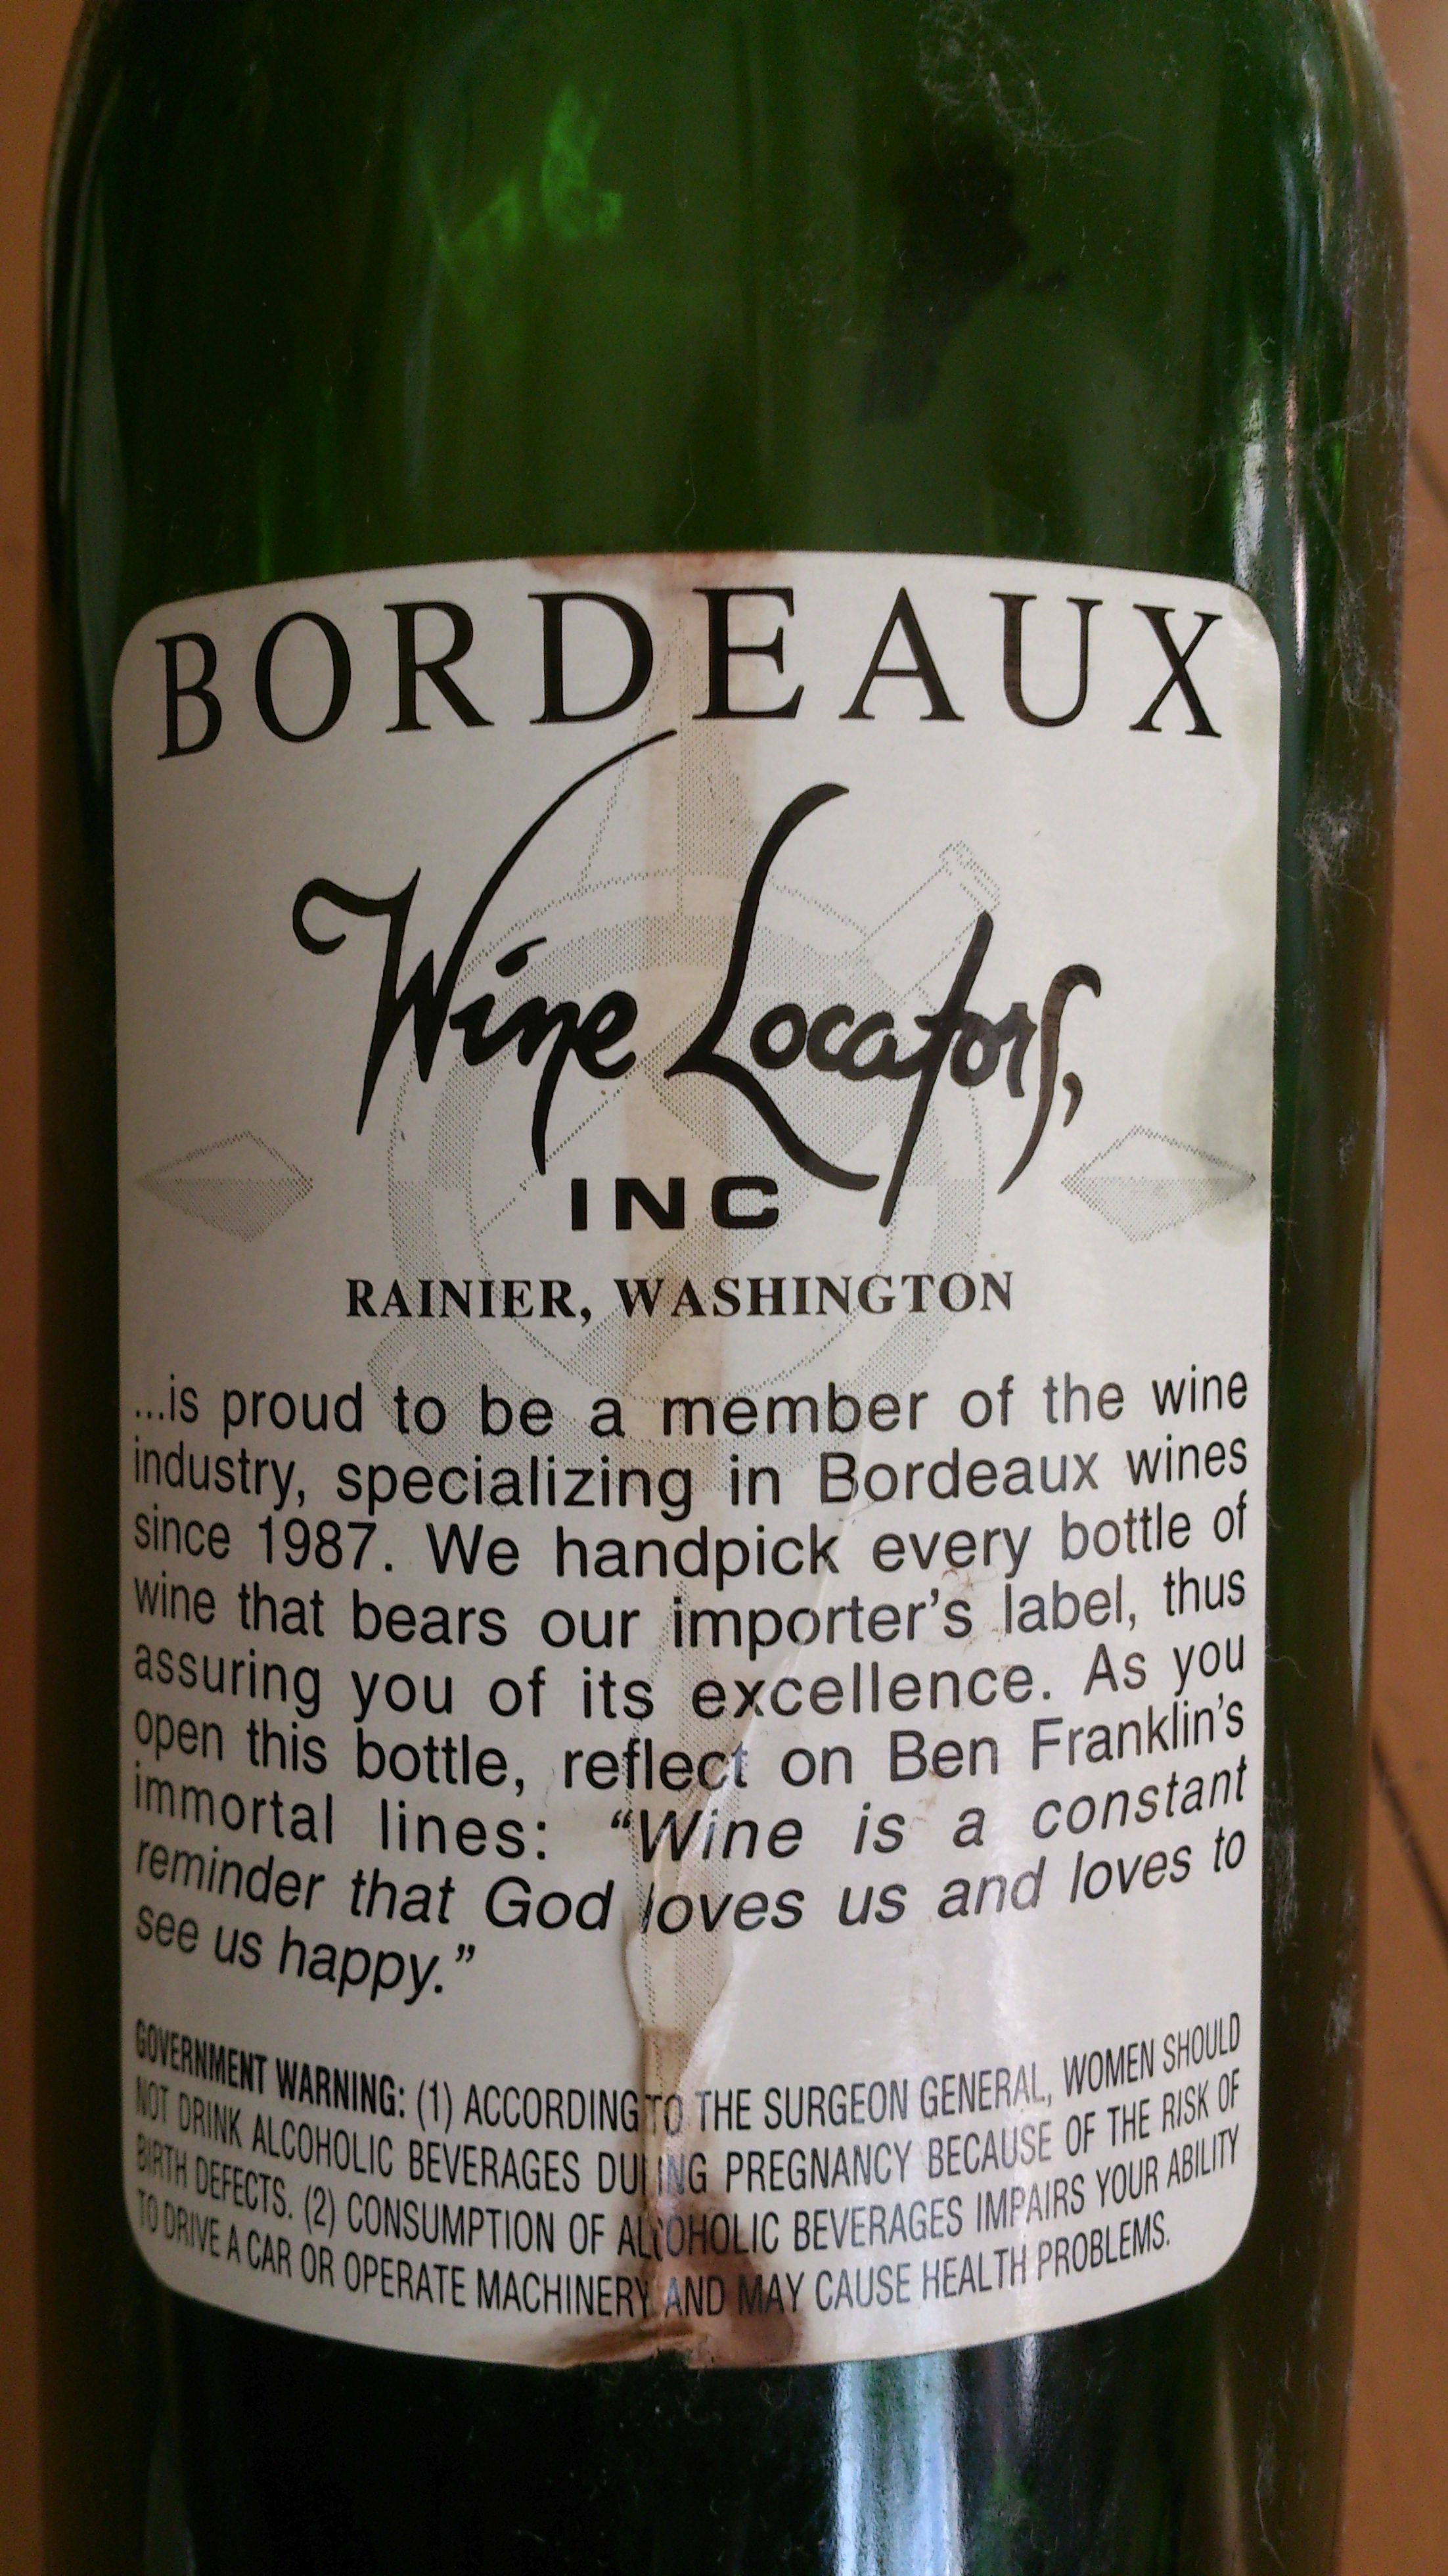 BORDEAUX
Wine Locators,
INC
RAINIER, WASHINGTON
...is proud to be a member of the wine
industry, specializing in Bordeaux wines
since 1987. We handpick every bottle of
wine that bears our importer's label, thus
assuring you of its excellence. As you
open this bottle, reflect on Ben Franklin's
immortal lines: “Wine is a constant
reminder that God loves us and loves to
see us happy.”
GOVERNMENT WARNING: (1) ACCORDING TO THE SURGEON GENERAL, WOMEN SHOULD
NOT DRINK ALCOHOLIC BEVERAGES DURING PREGNANCY BECAUSE OF THE RISK OF
BIRTH DEFECTS. (2) CONSUMPTION OF ALCOHOLIC BEVERAGES IMPAIRS YOUR ABILITY
TO DRIVE A CAR OR OPERATE MACHINERY AND MAY CAUSE HEALTH PROBLEMS.